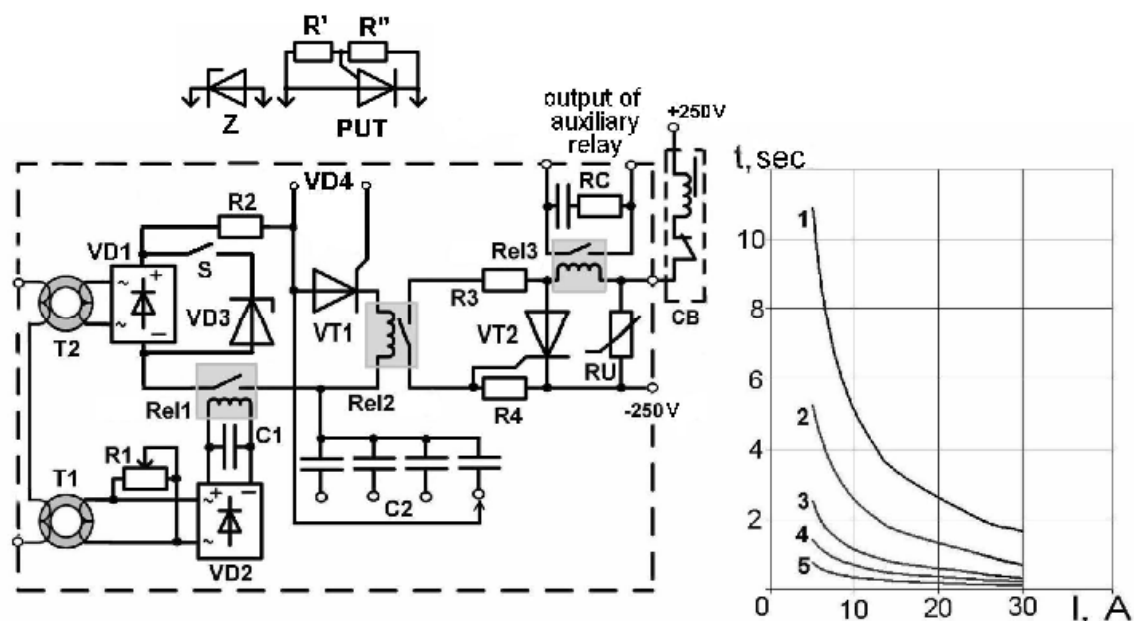 R' R"
Z PUT
output of
auxiliary
relay
+250V
VD4
RC
R2
VD1
S
Rel3
R3
VD3
VT1
VT2
CB
T2
RU
Rel1
Rel2
R4
-250V
C1
R1
T1
C2
VD2
t, sec
1
10
8
6
2
4
3
2
4
5
0 10 20 30 I, A